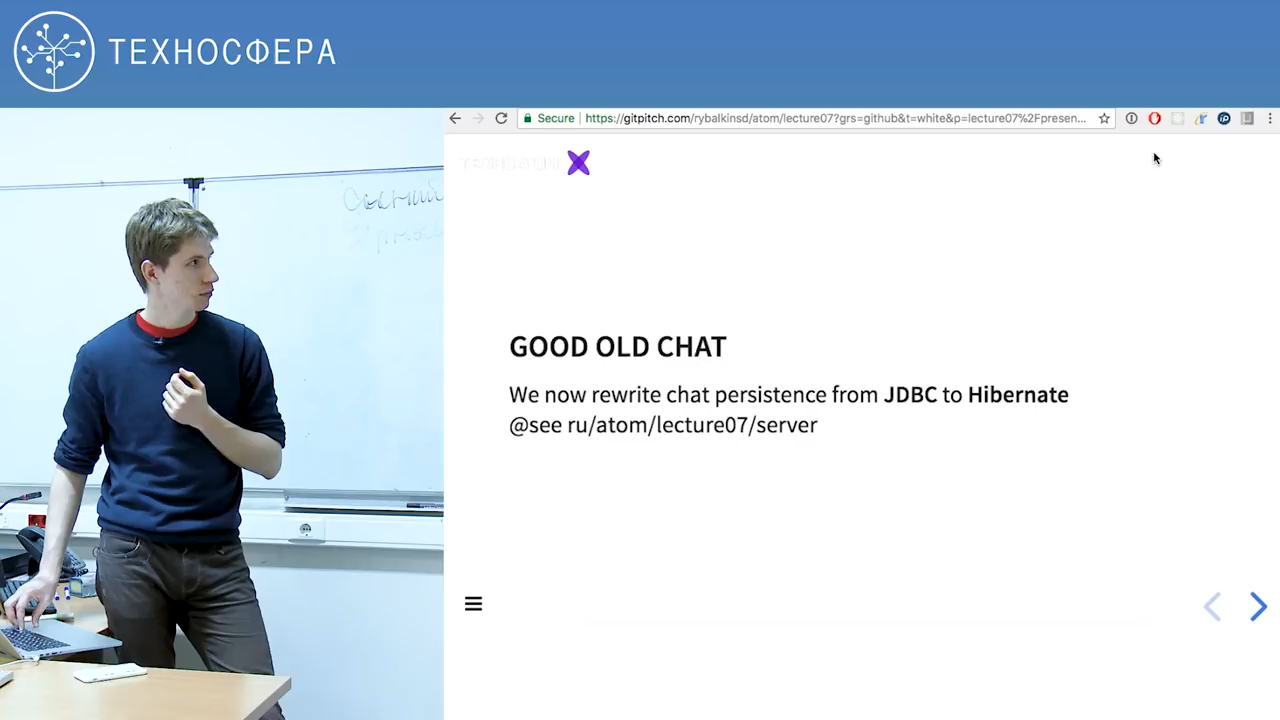 ТЕХНОСФЕРА
Secure | https://gitpitch.com/rybalkinsd/atom/lecture07?grs=github&t=white&p=lecture07%2Fpresen...
GOOD OLD CHAT
We now rewrite chat persistence from JDBC to Hibernate
@see ru/atom/lecture07/server